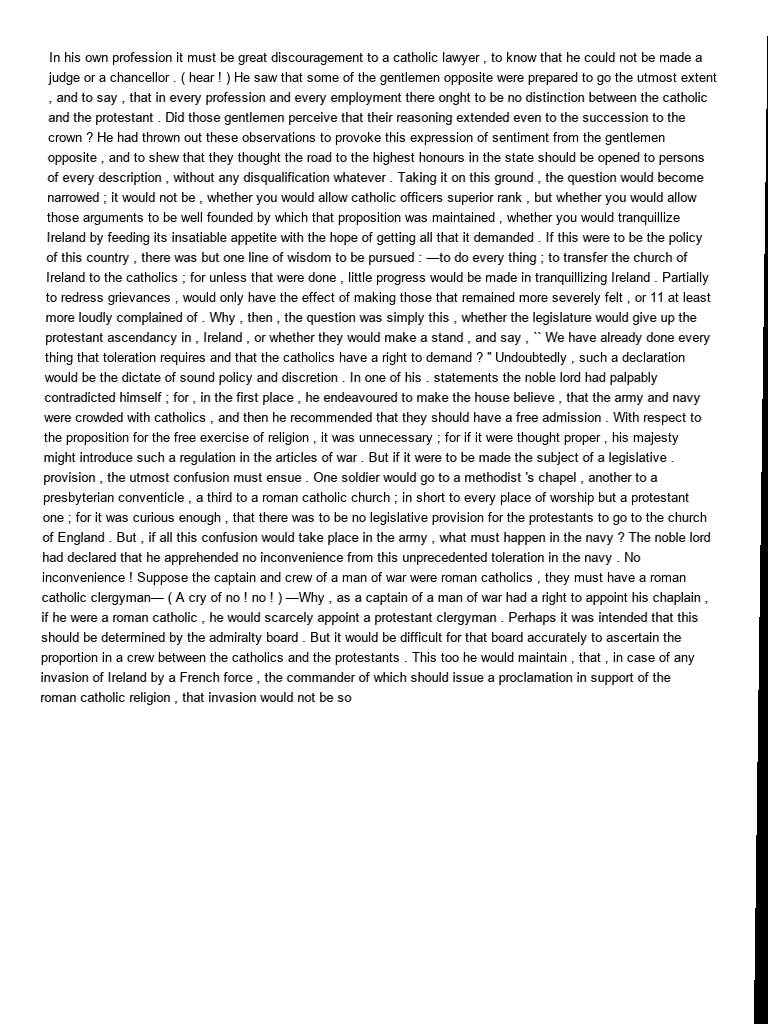 In his own profession it must be great discouragement to a catholic lawyer , to know that he could not be made a
judge or a chancellor . ( hear ! ) He saw that some of the gentlemen opposite were prepared to go the utmost extent
, and to say , that in every profession and every employment there onght to be no distinction between the catholic
and the protestant . Did those gentlemen perceive that their reasoning extended even to the succession to the
crown ? He had thrown out these observations to provoke this expression of sentiment from the gentlemen
opposite , and to shew that they thought the road to the highest honours in the state should be opened to persons
of every description , without any disqualification whatever . Taking it on this ground , the question would become
narrowed ; it would not be , whether you would allow catholic officers superior rank , but whether you would allow
those arguments to be well founded by which that proposition was maintained , whether you would tranquillize
Ireland by feeding its insatiable appetite with the hope of getting all that it demanded . If this were to be the policy
of this country , there was but one line of wisdom to be pursued : —to do every thing ; to transfer the church of
Ireland to the catholics ; for unless that were done , little progress would be made in tranquillizing Ireland . Partially
to redress grievances , would only have the effect of making those that remained more severely felt , or 11 at least
more loudly complained of . Why , then , the question was simply this , whether the legislature would give up the
protestant ascendancy in , Ireland , or whether they would make a stand , and say , `` We have already done every
thing that toleration requires and that the catholics have a right to demand ? " Undoubtedly , such a declaration
would be the dictate of sound policy and discretion . In one of his . statements the noble lord had palpably
contradicted himself ; for , in the first place , he endeavoured to make the house believe , that the army and navy
were crowded with catholics , and then he recommended that they should have a free admission . With respect to
the proposition for the free exercise of religion , it was unnecessary ; for if it were thought proper , his majesty
might introduce such a regulation in the articles of war . But if it were to be made the subject of a legislative .
provision , the utmost confusion must ensue . One soldier would go to a methodist 's chapel , another to a
presbyterian conventicle , a third to a roman catholic church ; in short to every place of worship but a protestant
one ; for it was curious enough , that there was to be no legislative provision for the protestants to go to the church
of England . But , if all this confusion would take place in the army , what must happen in the navy ? The noble lord
had declared that he apprehended no inconvenience from this unprecedented toleration in the navy . No
inconvenience ! Suppose the captain and crew of a man of war were roman catholics , they must have a roman
catholic clergyman— ( A cry of no ! no ! ) —Why , as a captain of a man of war had a right to appoint his chaplain ,
if he were a roman catholic , he would scarcely appoint a protestant clergyman . Perhaps it was intended that this
should be determined by the admiralty board . But it would be difficult for that board accurately to ascertain the
proportion in a crew between the catholics and the protestants . This too he would maintain , that , in case of any
invasion of Ireland by a French force , the commander of which should issue a proclamation in support of the
roman catholic religion , that invasion would not be so